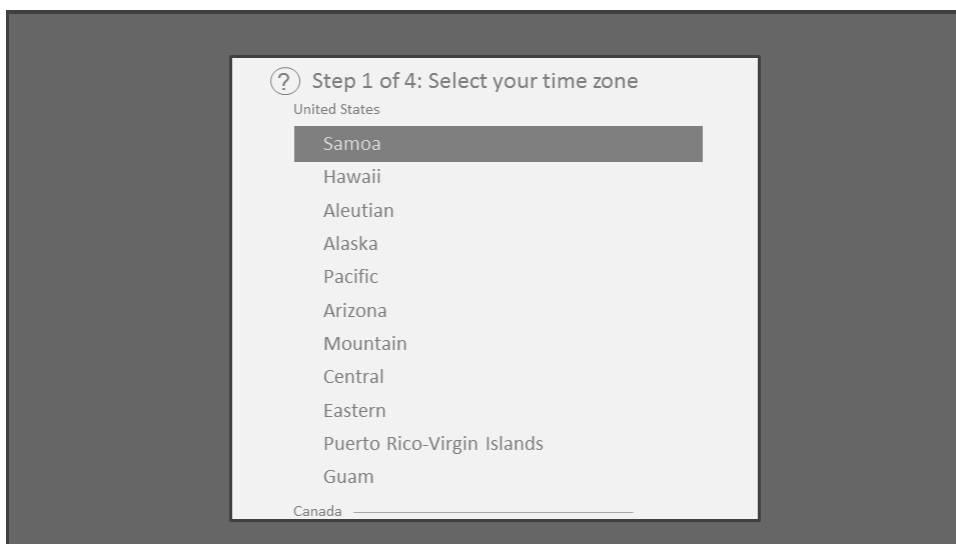 ? Step 1 of 4: Select your time zone
United States
Samoa
Hawaii
Aleutian
Alaska
Pacific
Arizona
Mountain
Central
Eastern
Puerto Rico-Virgin Islands
Guam
Canada